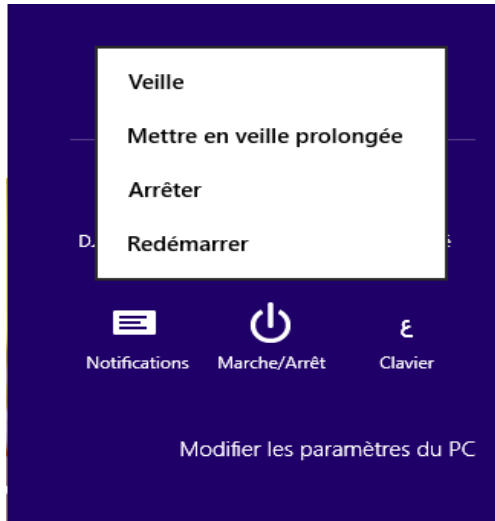 Veille
Mettre en veille prolongée
Arrêter
Redémarrer
Notifications Marche/Arrêt ع Clavier
Modifier les paramètres du PC